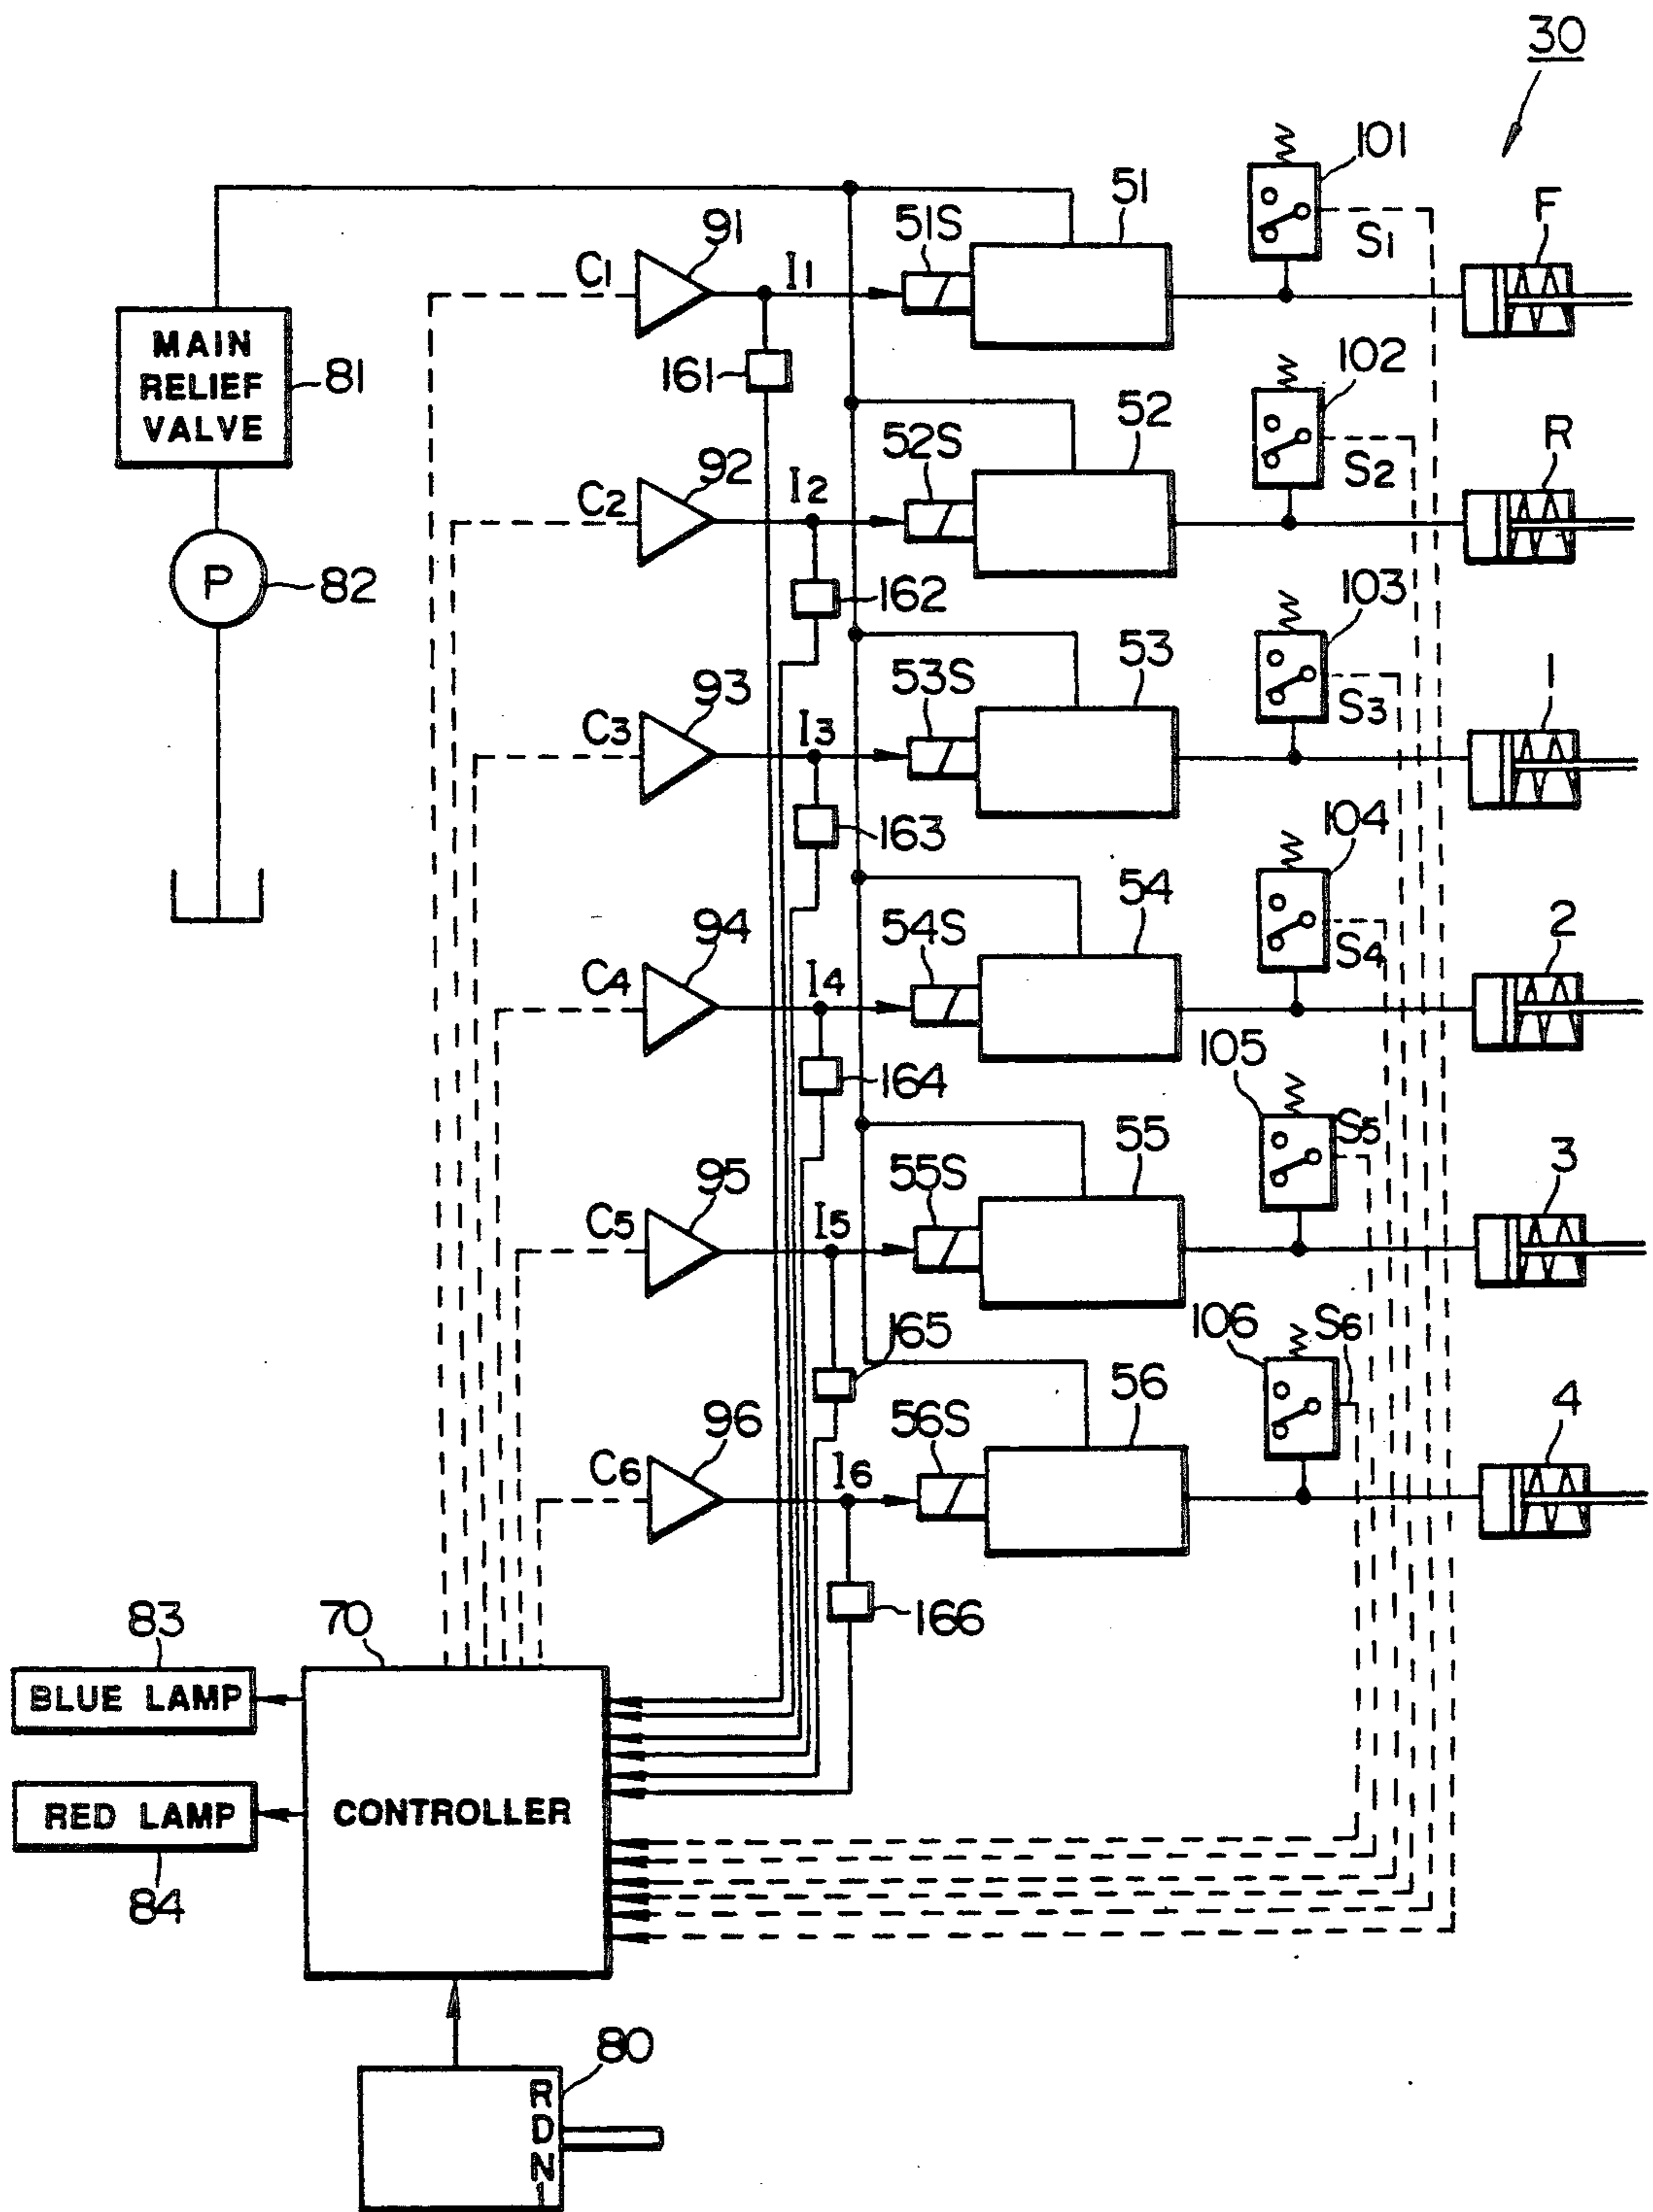 30
101
51
F
51S
91
C1
I1
S1
MAIN
RELIEF
VALVE
81
161
102
52
R
52S
92
I2
C2
S2
P
82
162
103
53
1
53S
93
I3
C3
S3
163
104
54
2
54S
94
I4
C4
S4
105
164
55
3
S5
55S
95
I5
C5
165
106
S6
56
4
56S
96
I6
C6
166
83
70
BLUE LAMP
RED LAMP
CONTROLLER
84
80
R
D
N
1